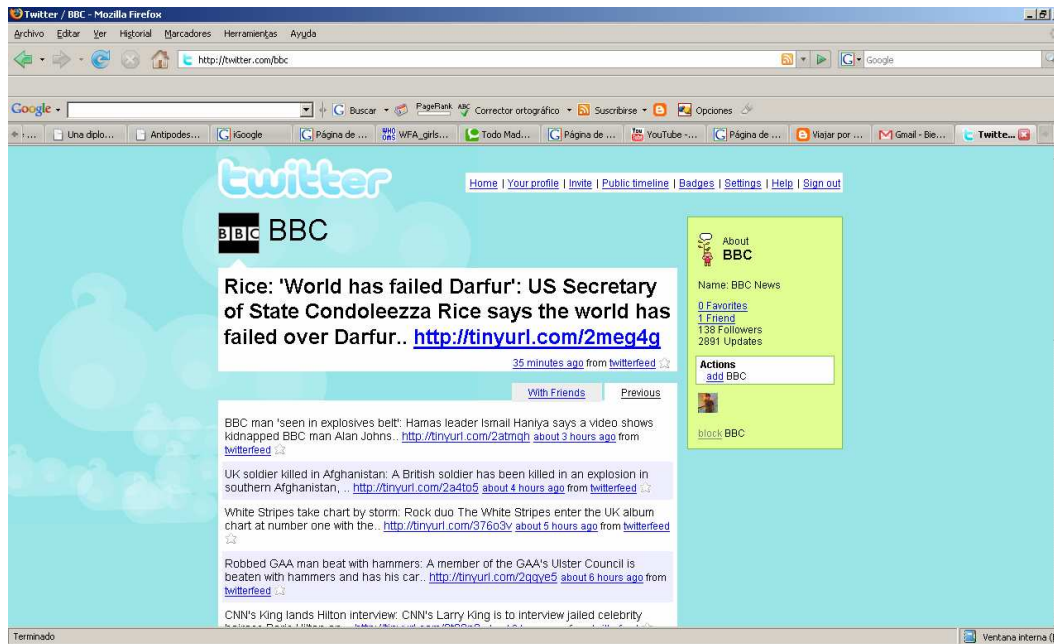 Twitter / BBC - Mozilla Firefox
Archivo Editar Ver Historial Marcadores Herramientas Ayuda
http://twitter.com/bbc
Google
Google Buscar PageRank ABC Corrector ortográfico Suscribirse Opciones
Una diplo... Antipodes... iGoogle Página de ... WFA_girls... Todo Mad... Página de ... YouTube -... Página de ... Viajar por ... Gmail - Bie... Twitte...
twitter
Home | Your profile | Invite | Public timeline | Badges | Settings | Help | Sign out
BBC BBC
Rice: 'World has failed Darfur': US Secretary
of State Condoleezza Rice says the world has
failed over Darfur.. http://tinyurl.com/2meg4g
35 minutes ago from twitterfeed
With Friends Previous
BBC man 'seen in explosives belt': Hamas leader Ismail Haniya says a video shows
kidnapped BBC man Alan Johns.. http://tinyurl.com/2atmqh about 3 hours ago from
twitterfeed
UK soldier killed in Afghanistan: A British soldier has been killed in an explosion in
southern Afghanistan, .. http://tinyurl.com/2a4to5 about 4 hours ago from twitterfeed
White Stripes take chart by storm: Rock duo The White Stripes enter the UK album
chart at number one with the.. http://tinyurl.com/376o3v about 5 hours ago from twitterfeed
Robbed GAA man beat with hammers: A member of the GAA's Ulster Council is
beaten with hammers and has his car.. http://tinyurl.com/2qqye5 about 6 hours ago from
twitterfeed
CNN's King lands Hilton interview: CNN's Larry King is to interview jailed celebrity
About
BBC
Name: BBC News
0 Favorites
1 Friend
138 Followers
2891 Updates
Actions
add BBC
block BBC
Terminado
Ventana interna